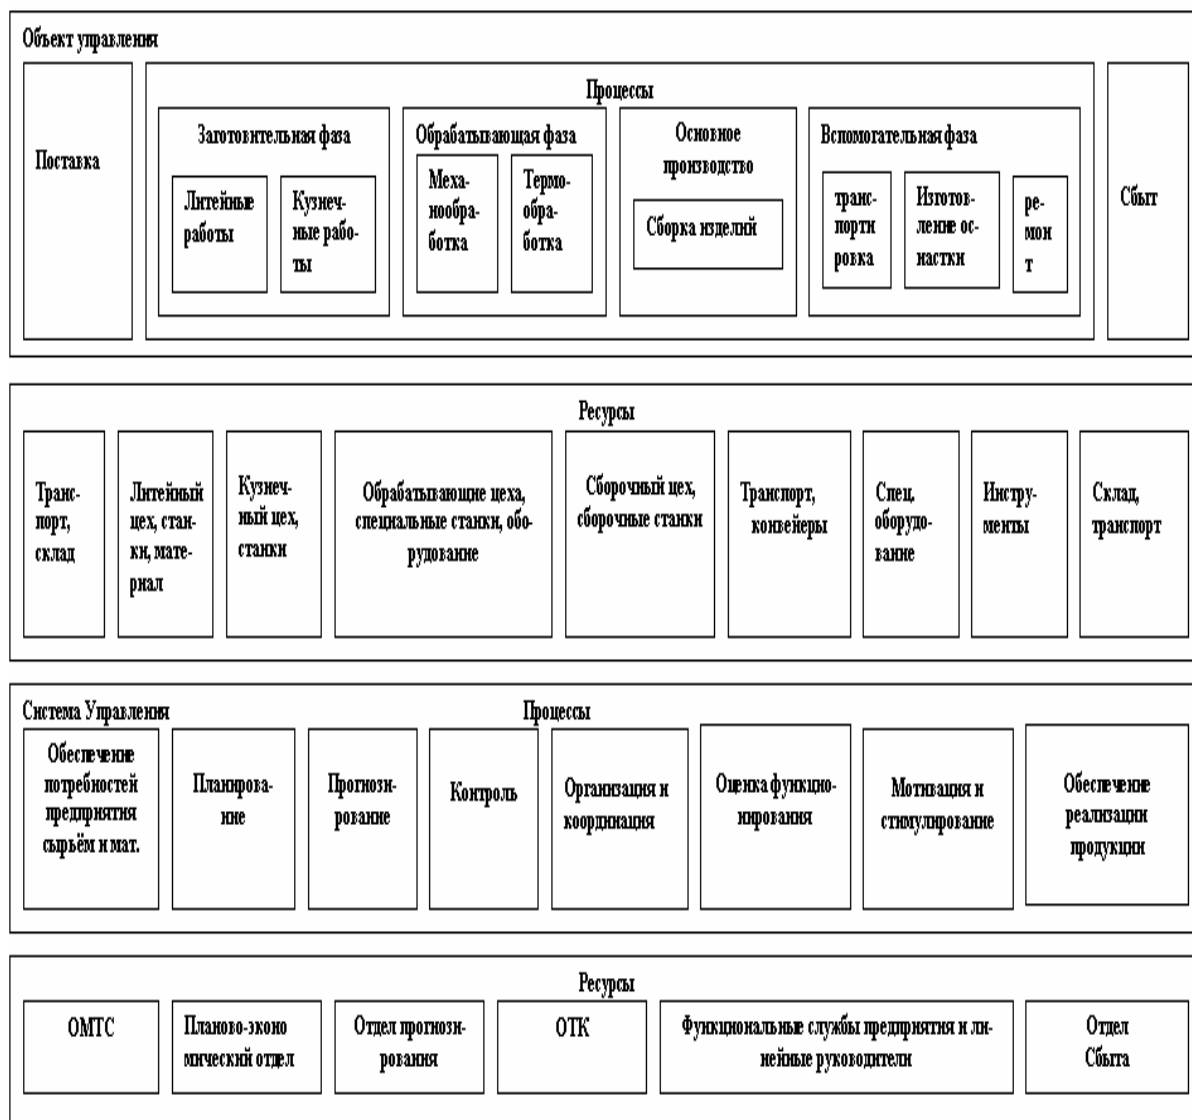 Объект управления
Процессы
Поставка
Заготовительная фаза
Литейные
работы
Кузнеч-
ные рабо-
ты
Обрабатывающая фаза
Меха-
нообра-
ботка
Термо-
обра-
ботка
Основное
производство
Сборка изделий
Вспомогательная фаза
транс-
порти
ровка
Изготов-
ление ос-
настки
ре-
мон
т
Сбыт
Ресурсы
Транс-
порт,
склад
Литейный
цех, стан-
ки, мате-
риал
Кузнеч-
ный цех,
станки
Обрабатывающие цеха,
специальные станки, обо-
рудование
Сборочный цех,
сборочные станки
Транспорт,
конвейеры
Спец.
оборудо-
вание
Инстру-
менты
Склад,
транспорт
Система Управления
Процессы
Обеспечение
потребностей
предприятия
сырьём и мат.
Планирова-
ние
Прогнози-
рование
Контроль
Организация и
координация
Оценка функцио-
нирования
Мотивация и
стимулирование
Обеспечение
реализации
продукции
Ресурсы
ОМТС
Планово-эконо
мический отдел
Отдел прогнози-
рования
ОТК
Функциональные службы предприятия и ли-
нейные руководители
Отдел
Сбыта